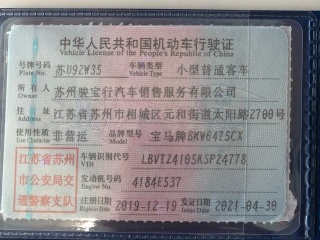 中华人民共和国机动车行驶证
Vehicle License of the People's Republic of China
号牌号码 Plate No. 苏U92W35 车辆类型 Vehicle Type 小型普通客车
所有人 Owner 苏州骏宝行汽车销售服务有限公司
住址 Address 江苏省苏州市相城区元和街道太阳路2700号
使用性质 Use Character 非营运 品牌型号 Model 宝马牌BMW6475CX
江苏省苏州市公安局交通警察支队
车辆识别代号 VIN LBV1Z4105KSP24778
发动机号码 Engine No. 4184E537
注册日期 Register Date 2019-12-19 发证日期 Issue Date 2021-04-30